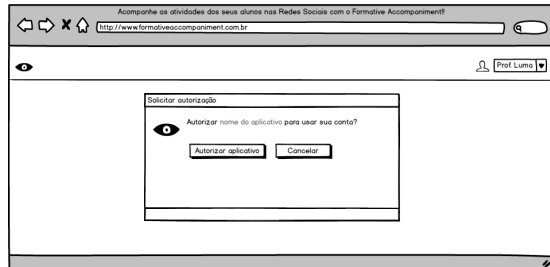 Acompanhe as atividades dos seus alunos nas Redes Sociais com o Formative Accompaniment!!
http://www.formativeaccompaniment.com.br
Prof. Luma
Solicitar autorização
Autorizar nome do aplicativo para usar sua conta?
Autorizar aplicativo Cancelar